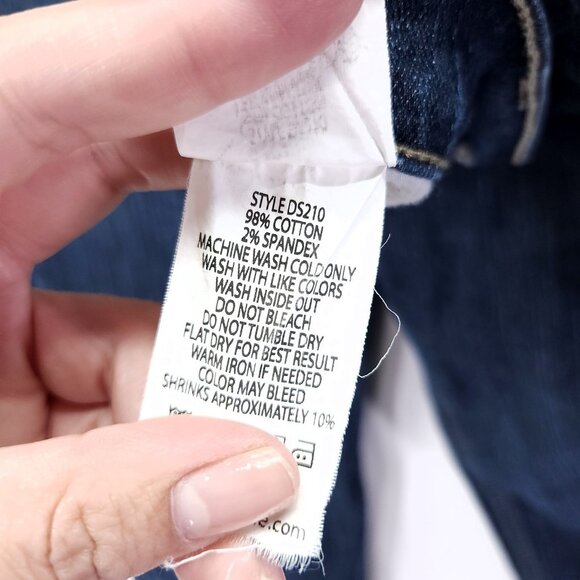 STYLE DS210
98% COTTON
2% SPANDEX
MACHINE WASH COLD ONLY
WASH WITH LIKE COLORS
WASH INSIDE OUT
DO NOT BLEACH
DO NOT TUMBLE DRY
FLAT DRY FOR BEST RESULT
WARM IRON IF NEEDED
COLOR MAY BLEED
SHRINKS APPROXIMATELY 10%
e.com